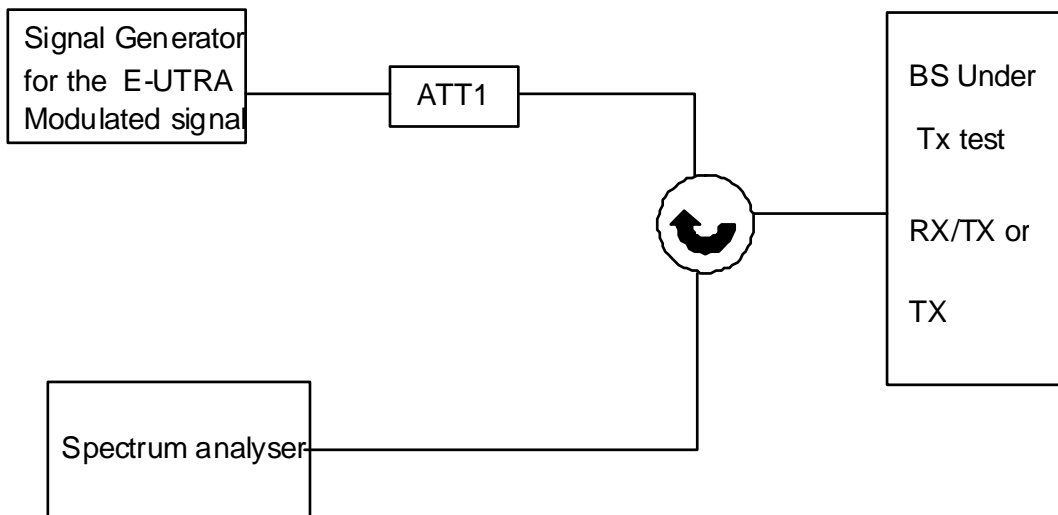 Signal Generator
for the E-UTRA
Modulated signal
ATT1
BS Under
Tx test
RX/TX or
TX
Spectrum analyser